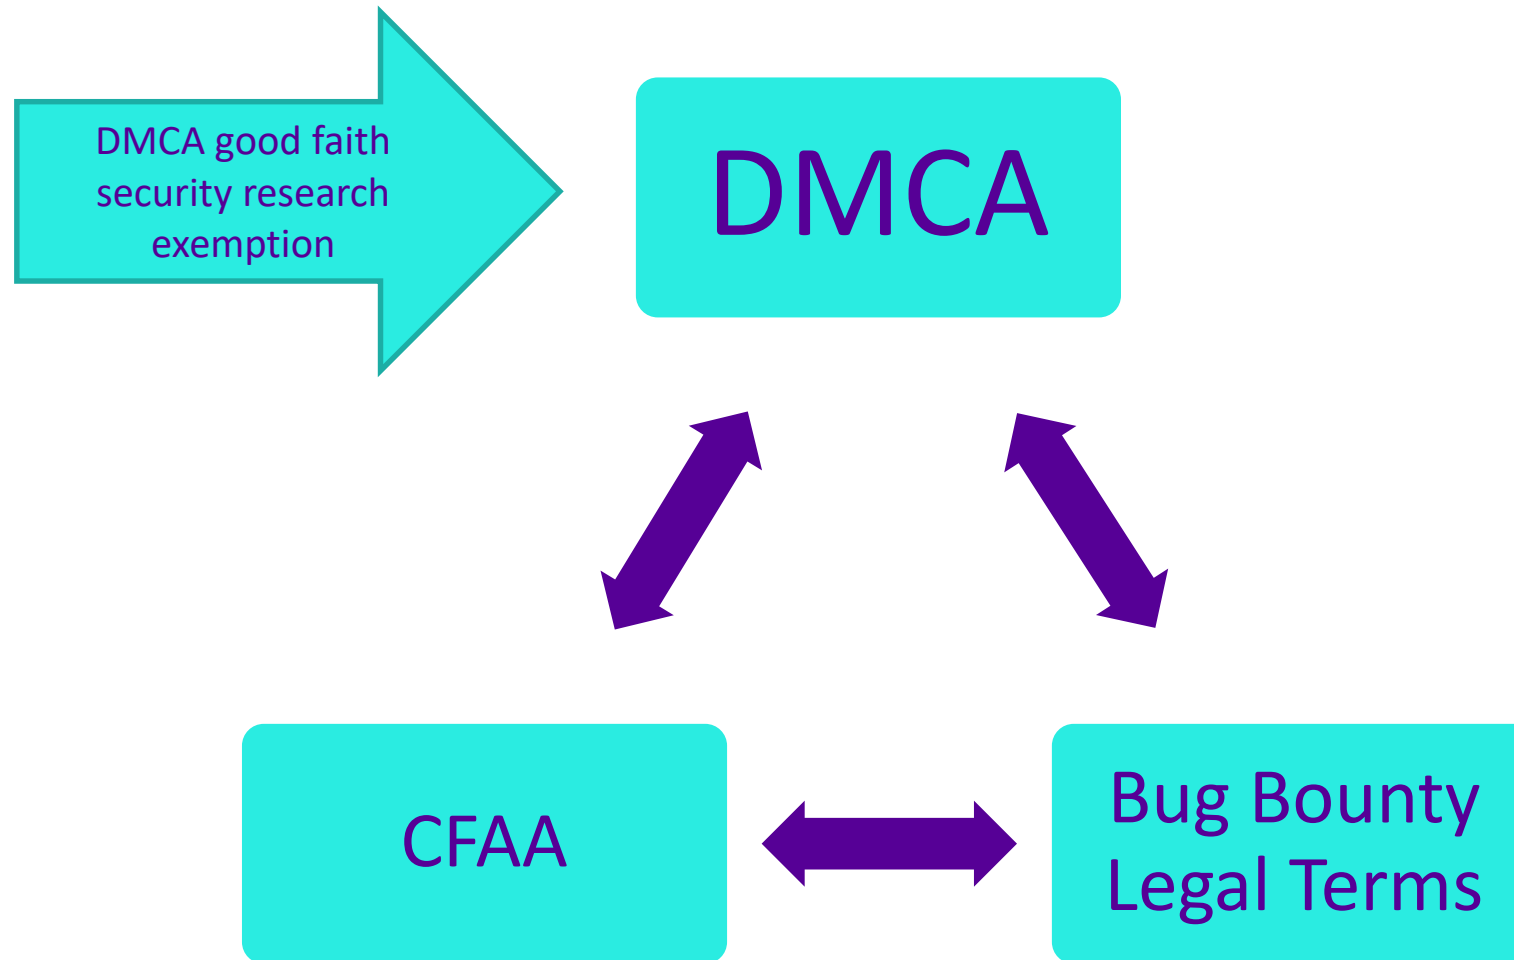 DMCA good faith
security research
exemption
DMCA
CFAA
Bug Bounty
Legal Terms